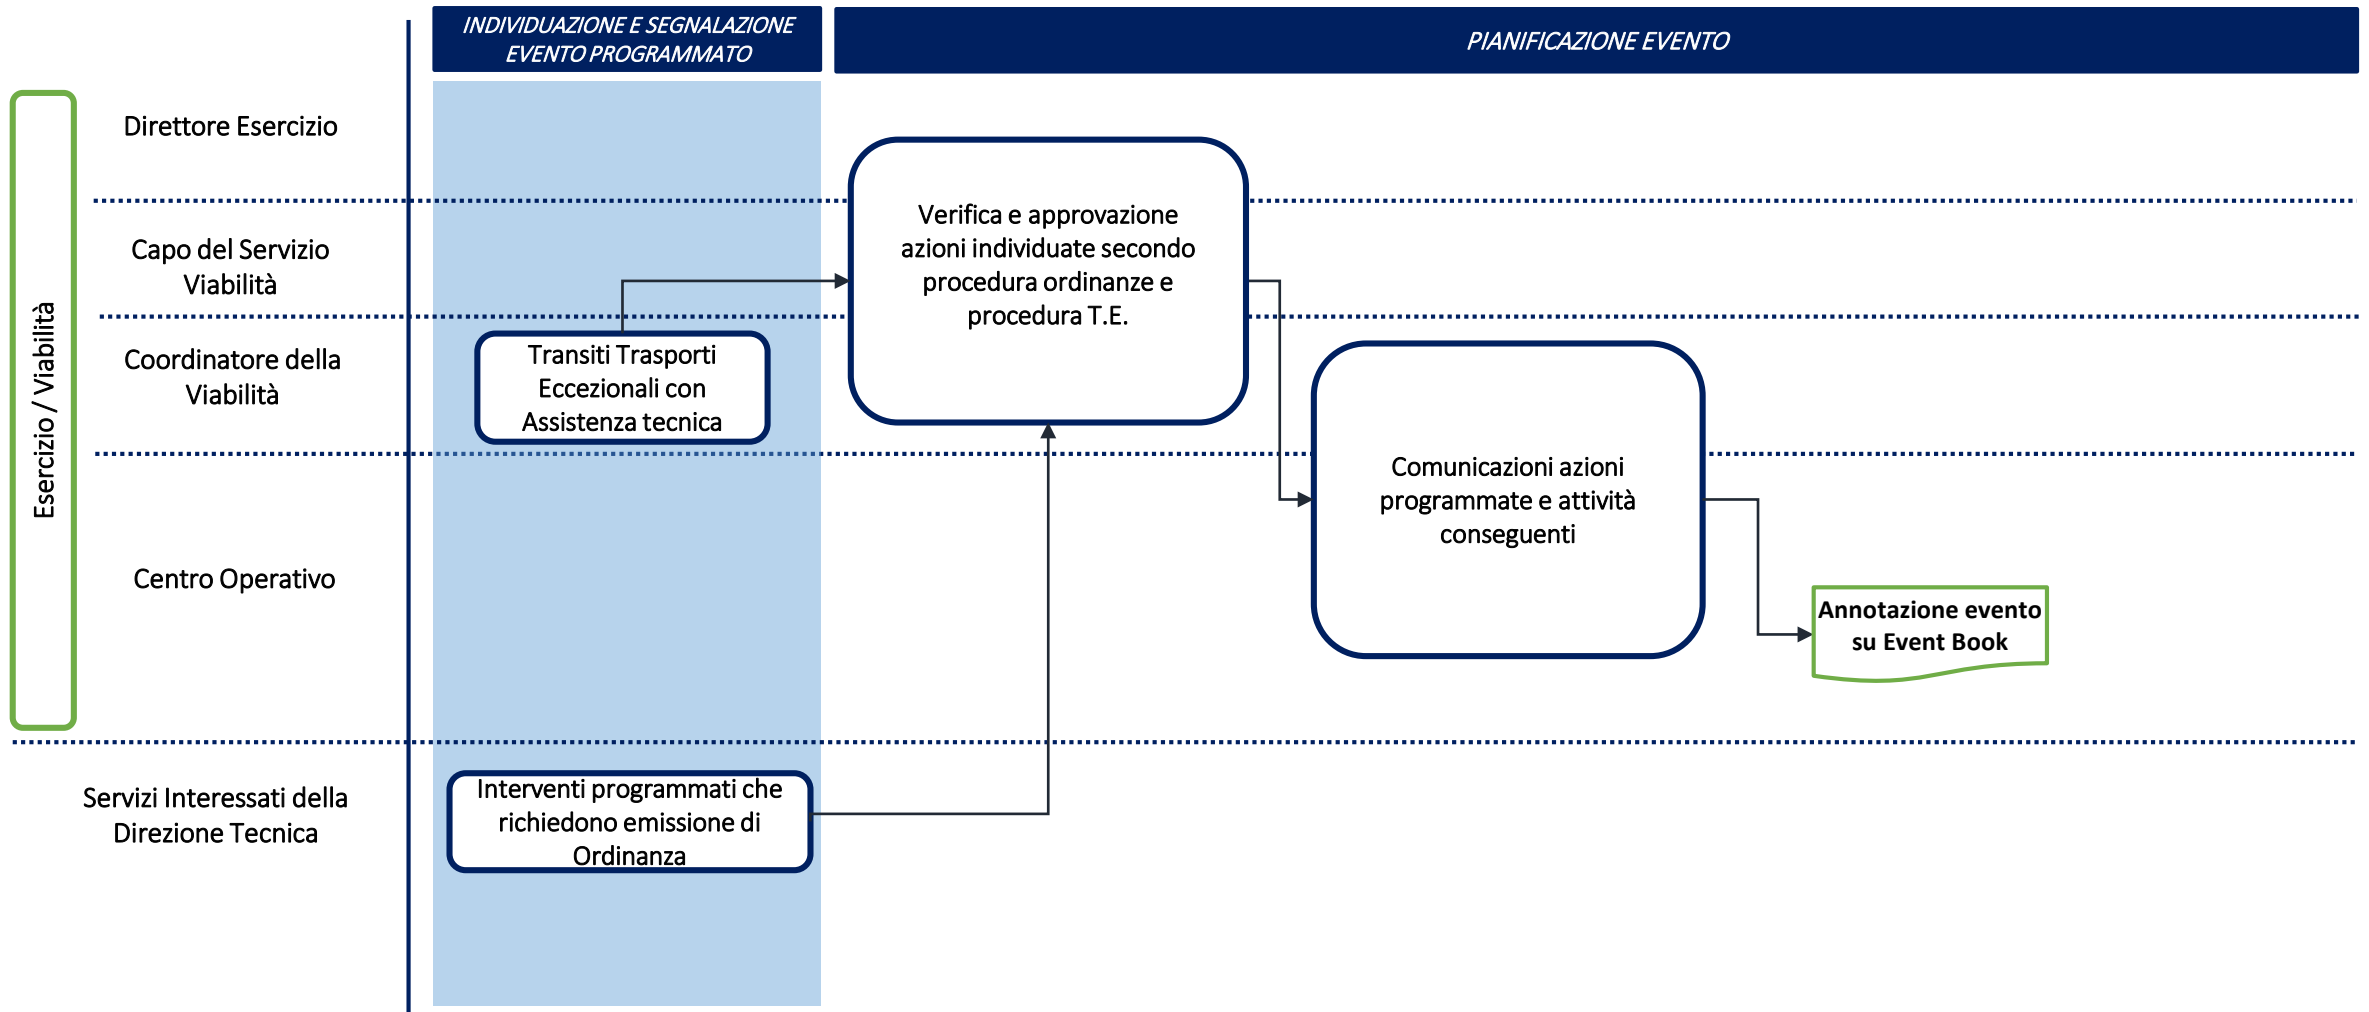 INDIVIDUAZIONE E SEGNALAZIONE
EVENTO PROGRAMMATO
PIANIFICAZIONE EVENTO
Esercizio / Viabilità
Direttore Esercizio
Capo del Servizio
Viabilità
Coordinatore della
Viabilità
Centro Operativo
Servizi Interessati della
Direzione Tecnica
Transiti Trasporti
Eccezionali con
Assistenza tecnica
Interventi programmati che
richiedono emissione di
Ordinanza
Verifica e approvazione
azioni individuate secondo
procedura ordinanze e
procedura T.E.
Comunicazioni azioni
programmate e attività
conseguenti
Annotazione evento
su Event Book